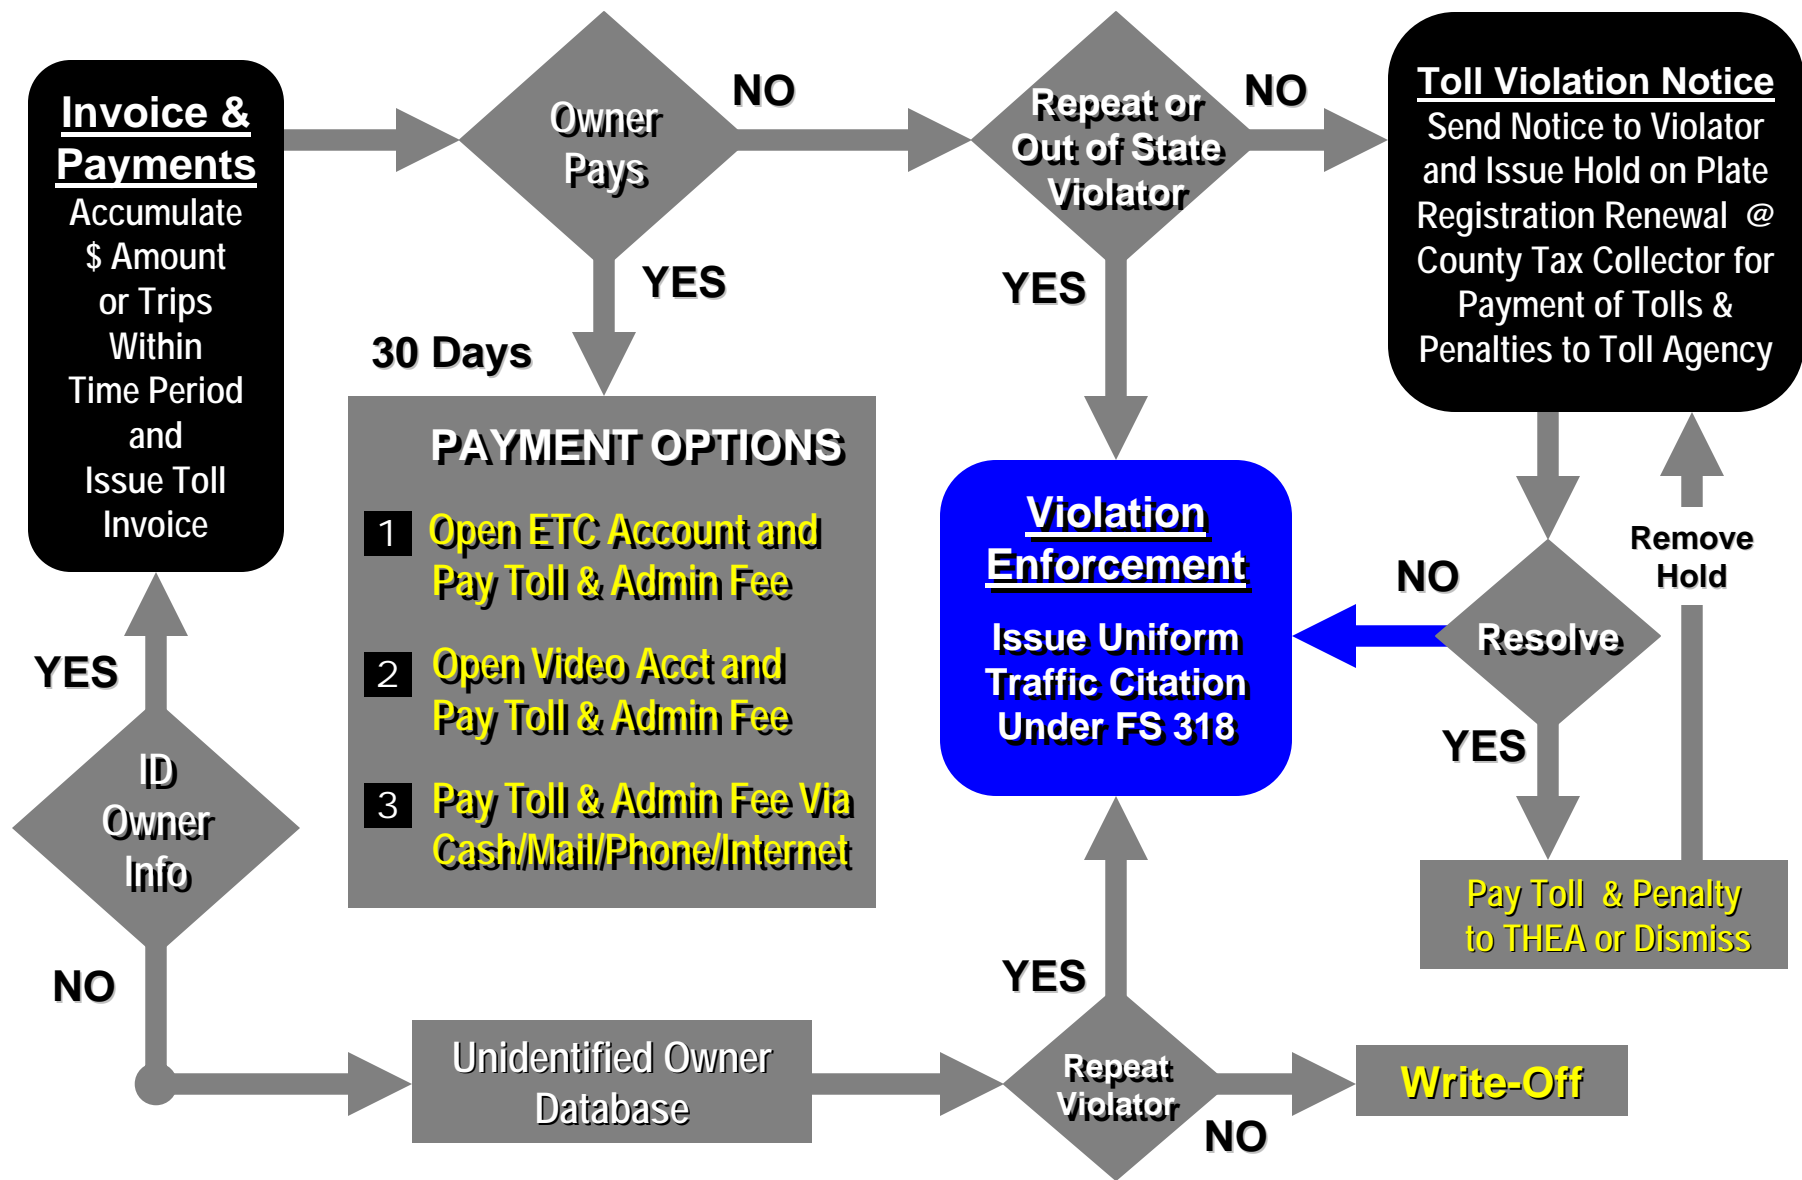 Invoice &
Payments
Accumulate
$ Amount
or Trips
Within
Time Period
and
Issue Toll
Invoice
Owner
Pays
NO
Repeat or
Out of State
Violator
NO
Toll Violation Notice
Send Notice to Violator
and Issue Hold on Plate
Registration Renewal @
County Tax Collector for
Payment of Tolls &
Penalties to Toll Agency
YES
30 Days
YES
PAYMENT OPTIONS
1 Open ETC Account and
Pay Toll & Admin Fee
2 Open Video Acct and
Pay Toll & Admin Fee
3 Pay Toll & Admin Fee Via
Cash/Mail/Phone/Internet
Violation
Enforcement
Issue Uniform
Traffic Citation
Under FS 318
NO
Resolve
Remove
Hold
YES
Pay Toll & Penalty
to THEA or Dismiss
YES
ID
Owner
Info
NO
Unidentified Owner
Database
YES
Repeat
Violator
NO
Write-Off